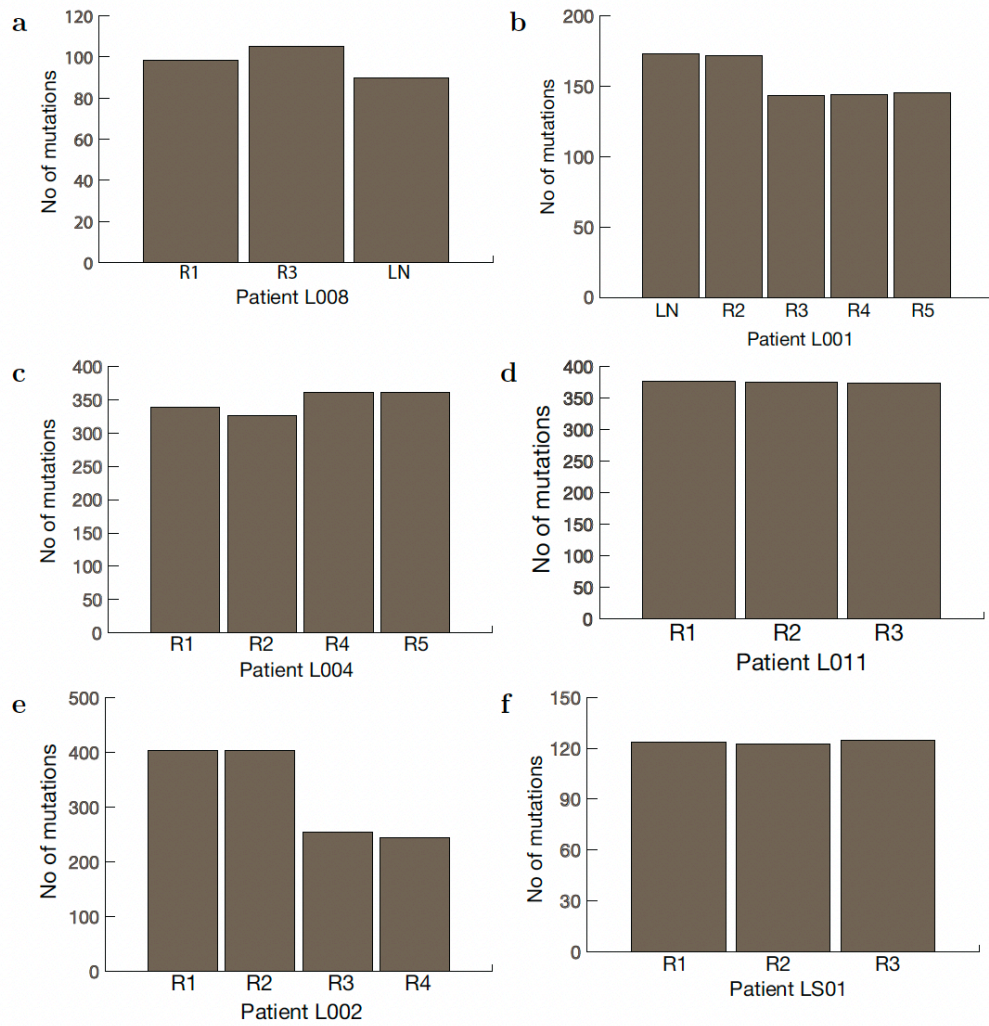 a
No of mutations
120
100
80
60
40
20
0
R1 R3 LN
Patient L008
b
No of mutations
200
150
100
50
0
LN R2 R3 R4 R5
Patient L001
c
No of mutations
400
350
300
250
200
150
100
50
0
R1 R2 R4 R5
Patient L004
d
No of mutations
400
350
300
250
200
150
100
50
0
R1 R2 R3
Patient L011
e
No of mutations
500
400
300
200
100
0
R1 R2 R3 R4
Patient L002
f
No of mutations
150
120
90
60
30
0
R1 R2 R3
Patient LS01